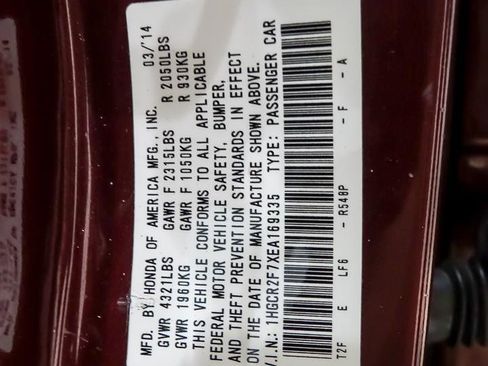 MFD. BY HONDA OF AMERICA MFG., INC. 03/'14
GVWR 4321LBS GAWR F 2315LBS R 2050LBS
GVWR 1960KG GAWR F 1050KG R 930KG
THIS VEHICLE CONFORMS TO ALL APPLICABLE
FEDERAL MOTOR VEHICLE SAFETY, BUMPER,
AND THEFT PREVENTION STANDARDS IN EFFECT
ON THE DATE OF MANUFACTURE SHOWN ABOVE.
V.I.N.: 1HGCR2F7XEA169335 TYPE: PASSENGER CAR
T2F E LF6 -R548P -F -A